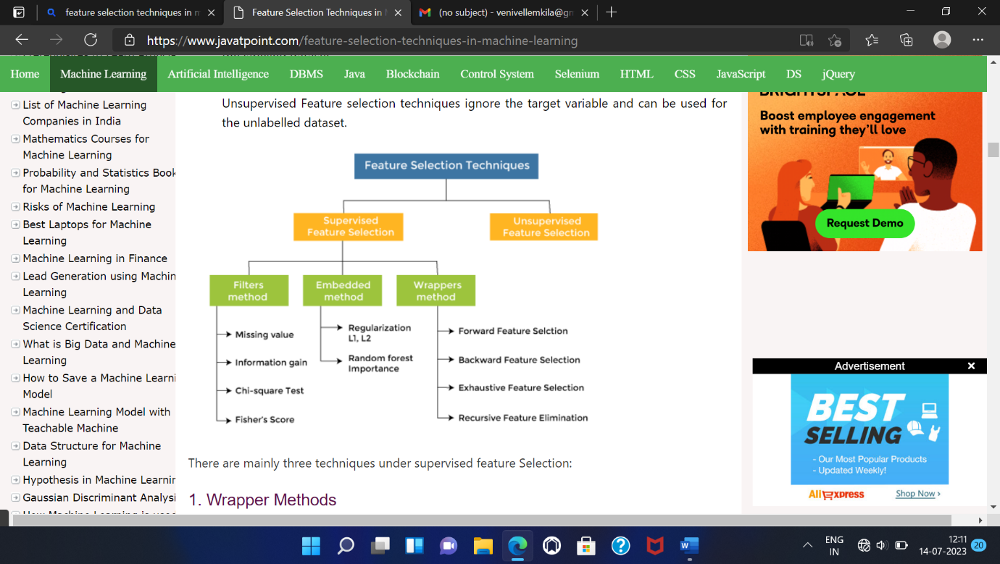 feature selection techniques in m
Feature Selection Techniques in M
(no subject) - venivellemkila@gm
https://www.javatpoint.com/feature-selection-techniques-in-machine-learning
Home Machine Learning Artificial Intelligence DBMS Java Blockchain Control System Selenium HTML CSS JavaScript DS jQuery
List of Machine Learning
Companies in India
Mathematics Courses for
Machine Learning
Probability and Statistics Book
for Machine Learning
Risks of Machine Learning
Best Laptops for Machine
Learning
Machine Learning in Finance
Lead Generation using Machin
Learning
Machine Learning and Data
Science Certification
What is Big Data and Machine
Learning
How to Save a Machine Learni
Model
Machine Learning Model with
Teachable Machine
Data Structure for Machine
Learning
Hypothesis in Machine Learnin
Gaussian Discriminant Analysi
Unsupervised Feature selection techniques ignore the target variable and can be used for
the unlabelled dataset.
Feature Selection Techniques
Supervised
Feature Selection
Unsupervised
Feature Selection
Filters
method
Embedded
method
Wrappers
method
Missing value
Information gain
Chi-square Test
Fisher's Score
Regularization
L1, L2
Random forest
Importance
Forward Feature Selction
Backward Feature Selection
Exhaustive Feature Selection
Recursive Feature Elimination
There are mainly three techniques under supervised feature Selection:
1. Wrapper Methods
BRIGHTSPACE
Boost employee engagement
with training they'll love
Request Demo
Advertisement
BEST
SELLING
- Our Most Popular Products
- Updated Weekly!
AliExpress
Shop Now ›
ENG
IN
12:11
14-07-2023
20